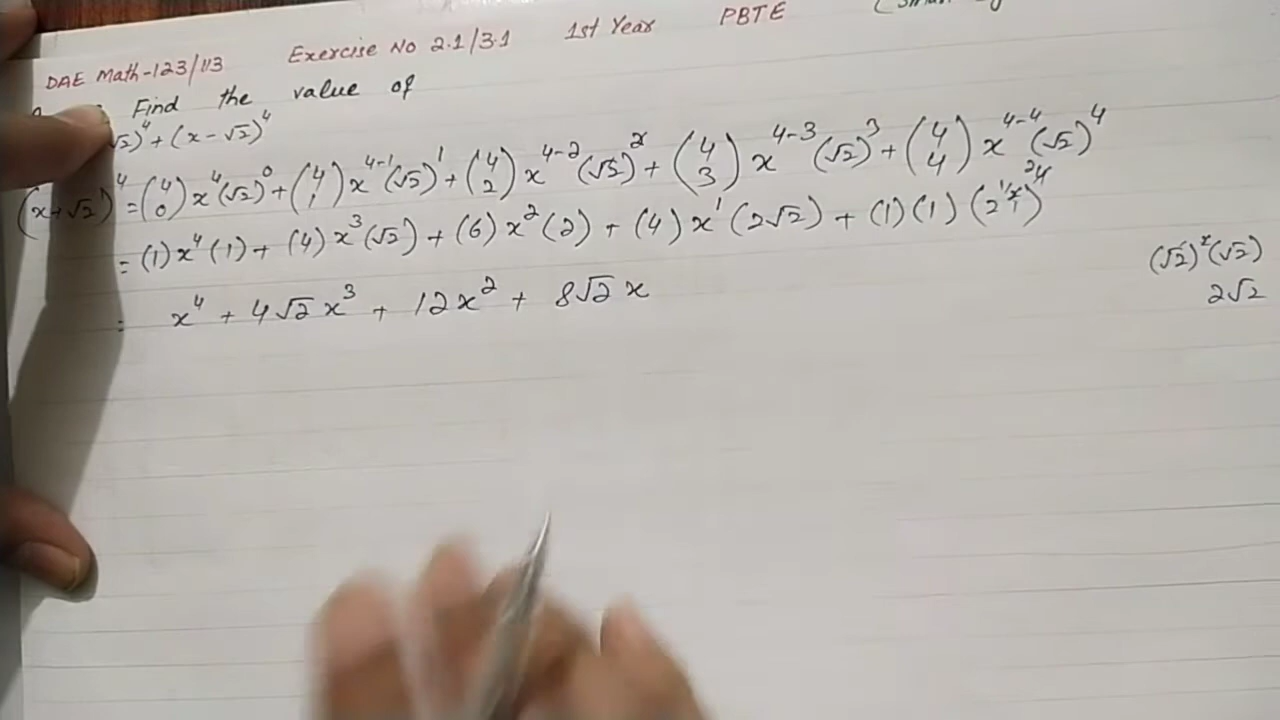 DAE Math-123/113 Exercise No 2.1/3.1 1st Year PBTE
Find the value of
√2)⁴ + (x - √2)⁴
(x + √2)⁴ = (4 0) x⁴ (√2)⁰ + (4 1) x⁴⁻¹ (√2)¹ + (4 2) x⁴⁻² (√2)² + (4 3) x⁴⁻³ (√2)³ + (4 4) x⁴⁻⁴ (√2)⁴
= (1) x⁴ (1) + (4) x³ (√2) + (6) x² (2) + (4) x¹ (2√2) + (1) (1)
(√2)² (√2)
= x⁴ + 4√2 x³ + 12x² + 8√2 x
2√2